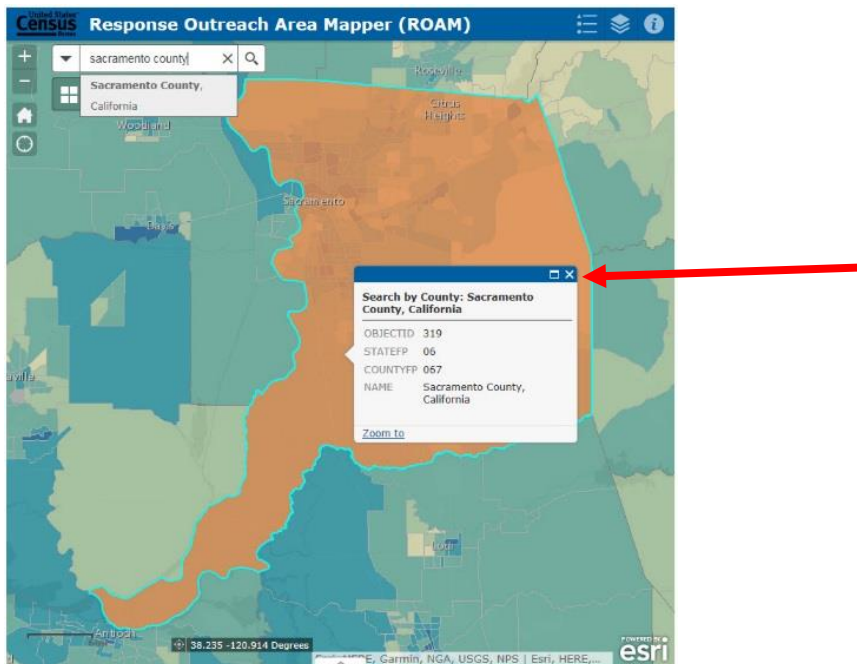 United States
Census
Bureau
Response Outreach Area Mapper (ROAM)
sacramento county
Sacramento County,
California
Roseville
Citrus
Heights
Woodland
Sacramento
Davis
Search by County: Sacramento
County, California
OBJECTID 319
STATEFP 06
COUNTYFP 067
NAME Sacramento County,
California
Zoom to
Lodi
Antioch
38.235 -120.914 Degrees
HERE, Garmin, NGA, USGS, NPS | Esri, HERE,...
POWERED BY
esri